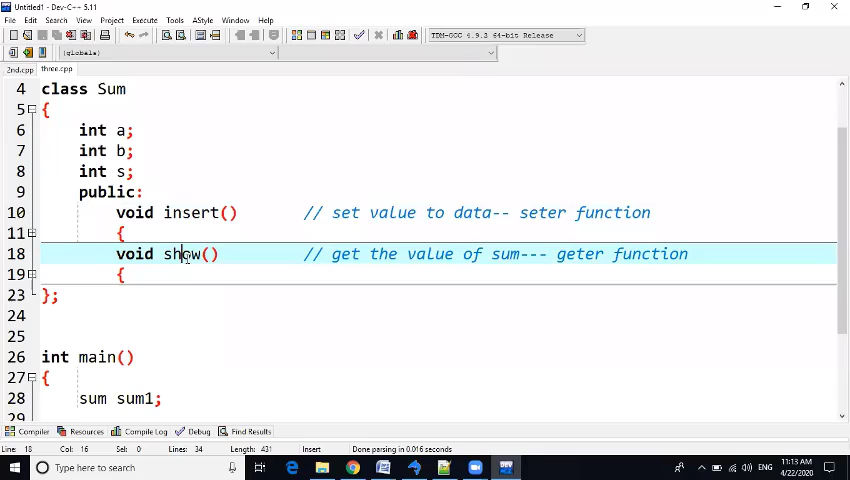 Untitled1 - Dev-C++ 5.11
File Edit Search View Project Execute Tools AStyle Window Help
TDM-GCC 4.9.2 64-bit Release
(globals)
2nd.cpp three.cpp
4 class Sum
5 {
6 int a;
7 int b;
8 int s;
9 public:
10 void insert() // set value to data-- seter function
11 {
18 void show() // get the value of sum--- geter function
19 {
23 };
24
25
26 int main()
27 {
28 sum sum1;
29
Compiler Resources Compile Log Debug Find Results
Line: 18 Col: 16 Sel: 0 Lines: 34 Length: 431 Insert Done parsing in 0.016 seconds
Type here to search
DEV
ENG
11:13 AM
4/22/2020